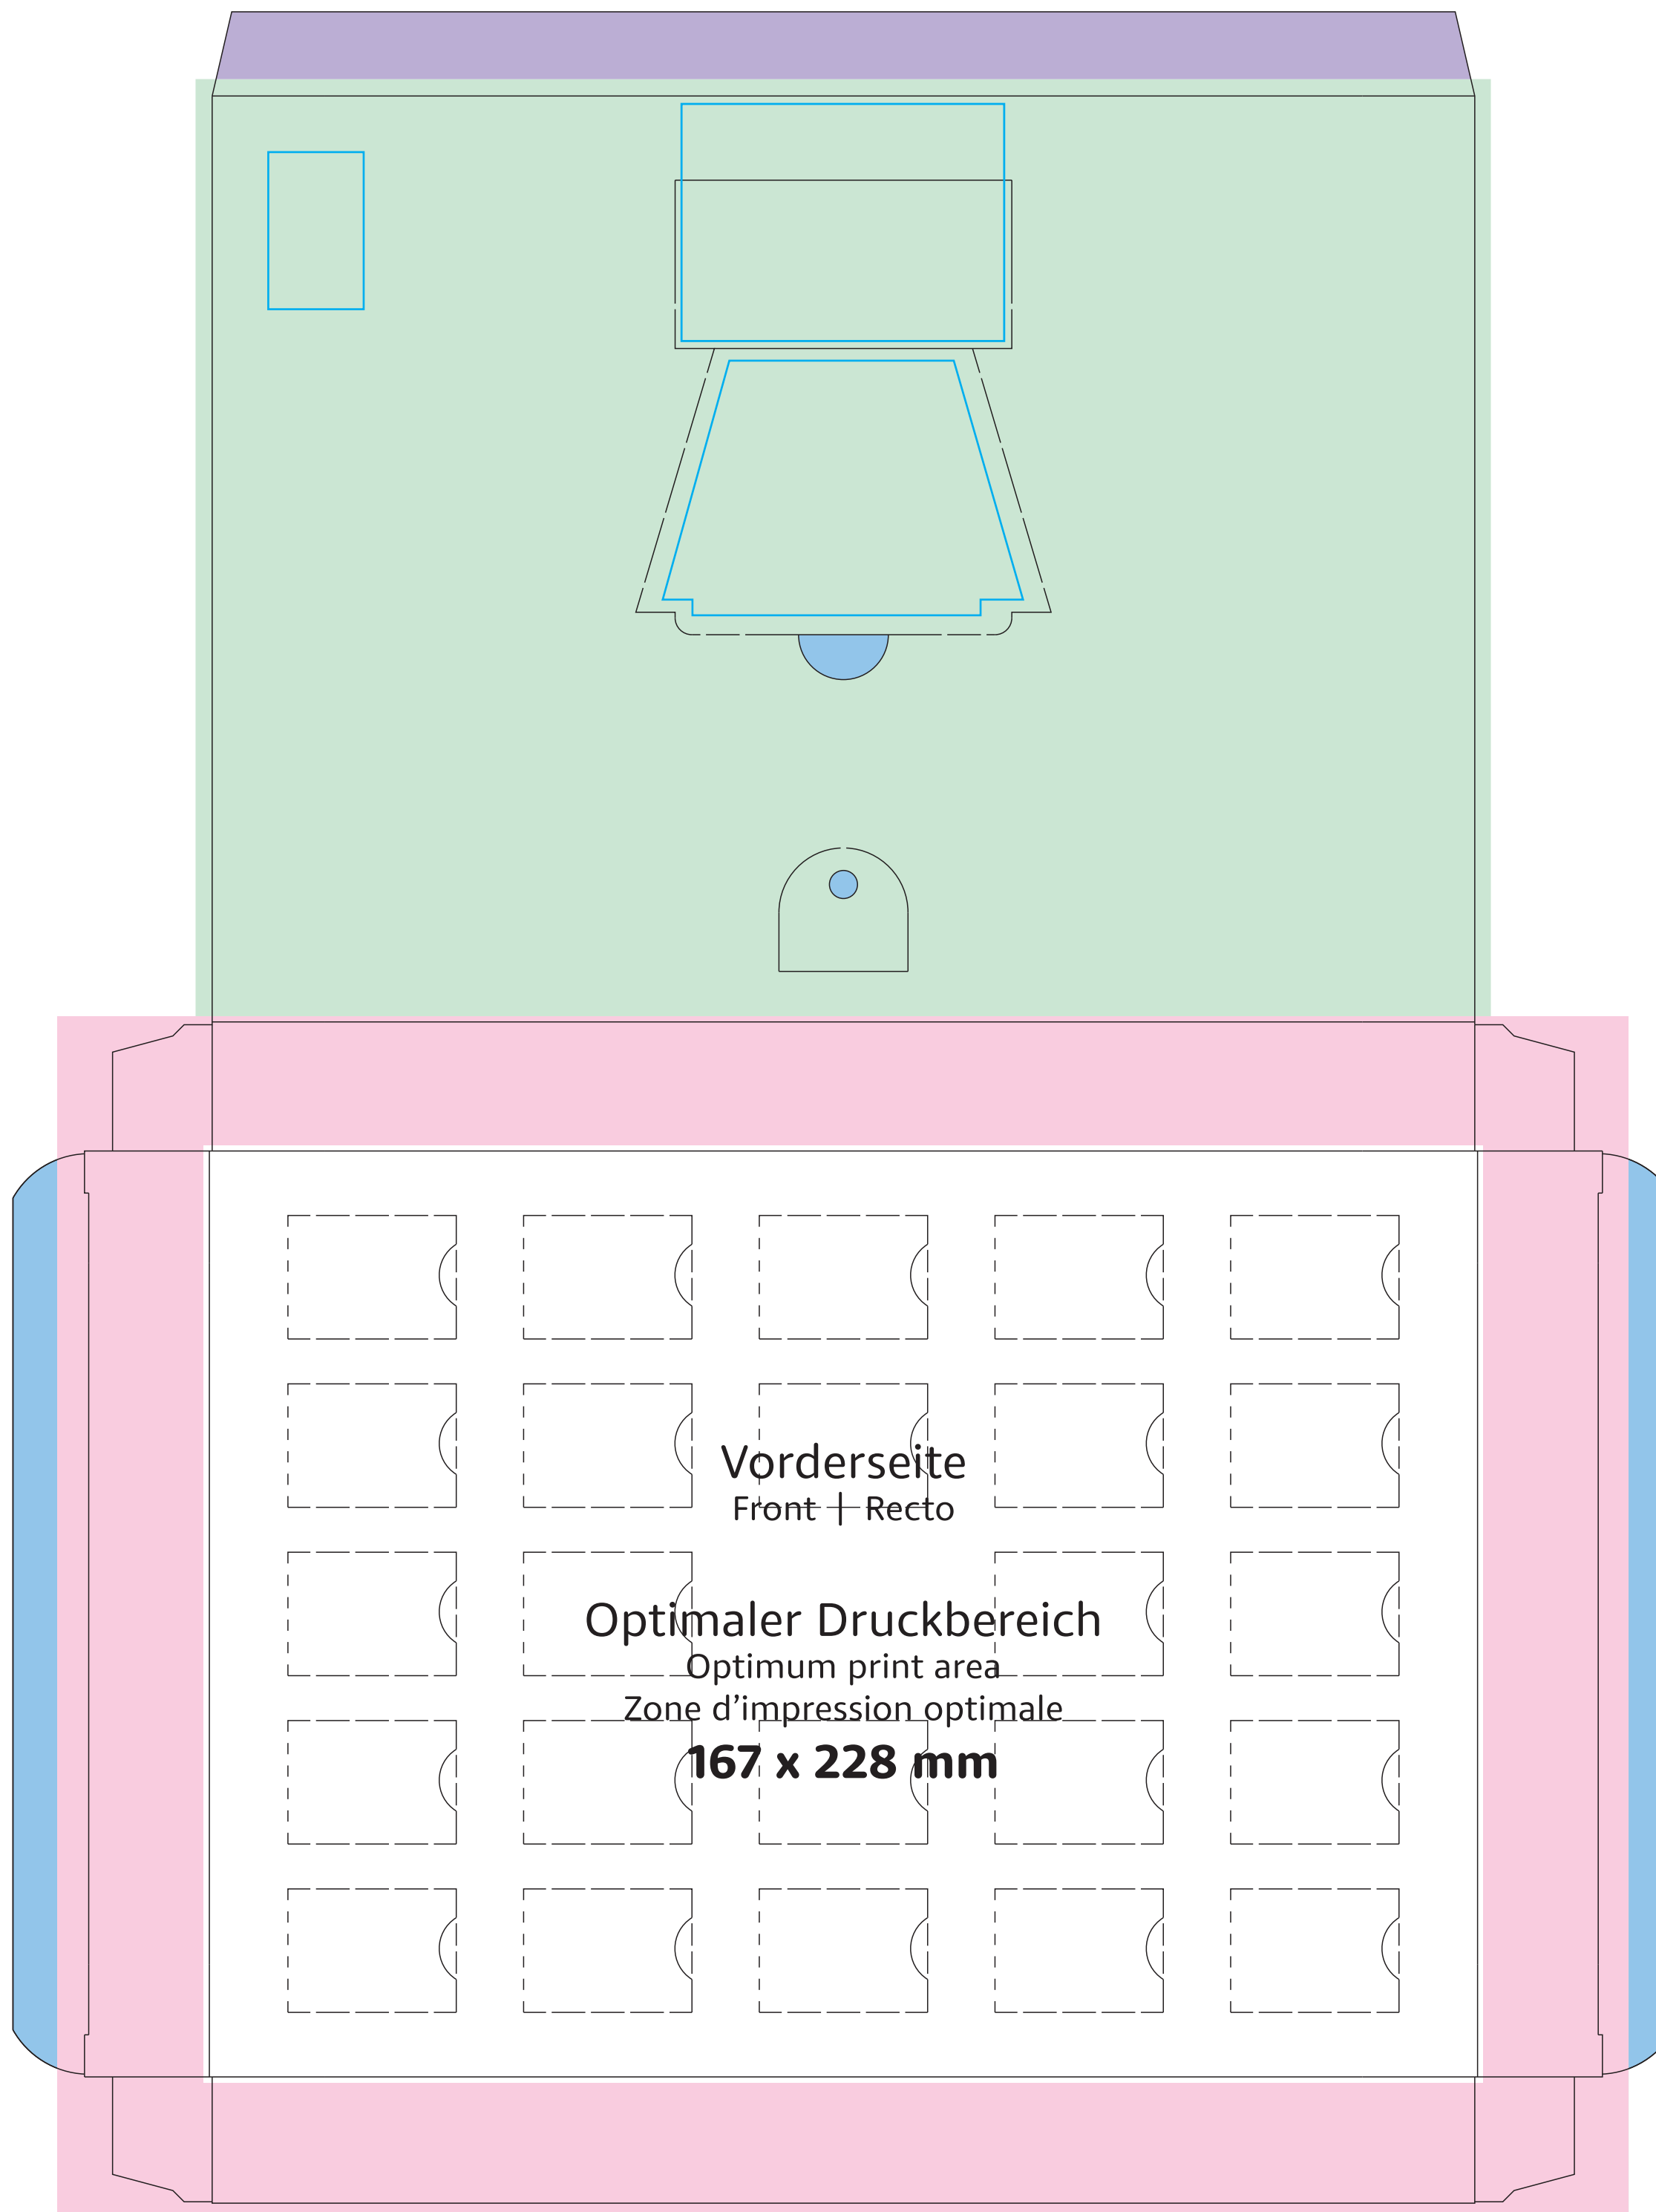 Vorderseite
Front | Recto
Optimaler Druckbereich
Optimum print area
Zone d’impression optimale
167 x 228 mm